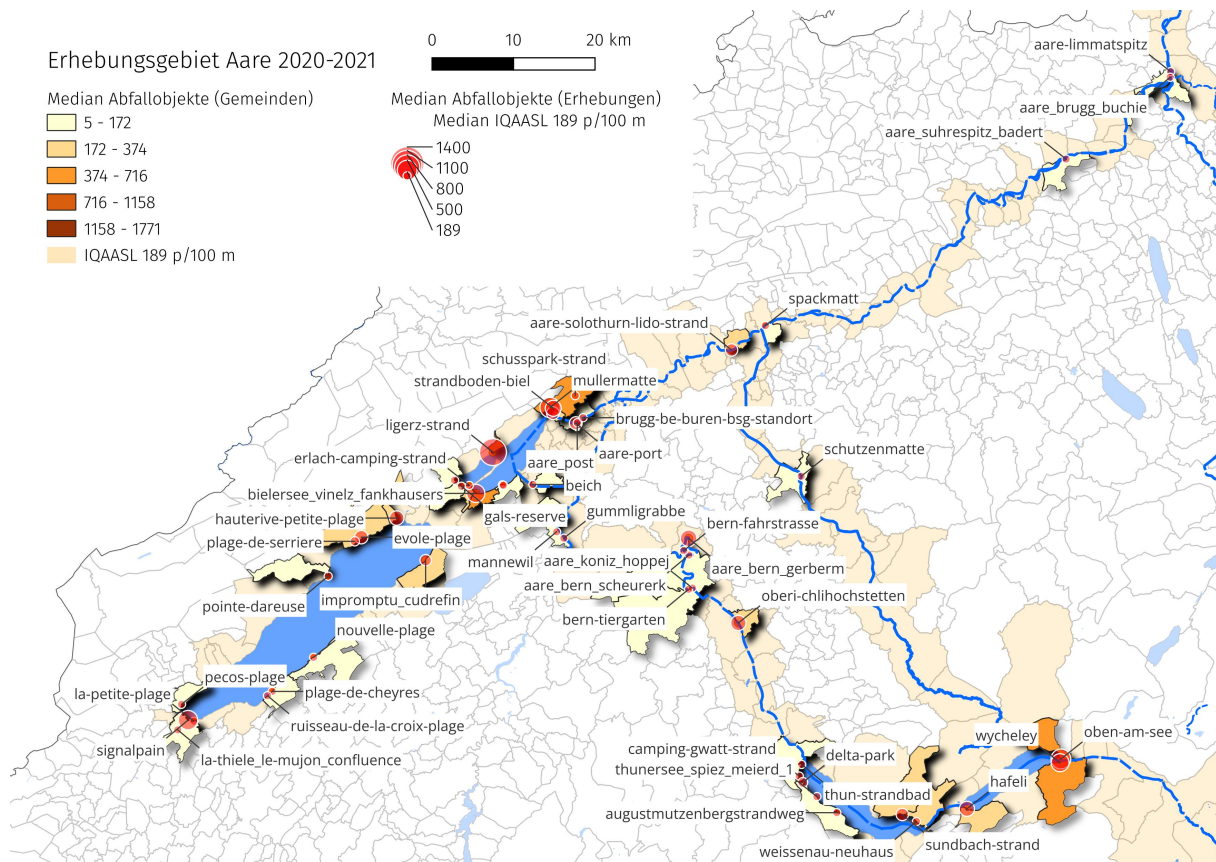 Erhebungsgebiet Aare 2020-2021
0 10 20 km
Median Abfallobjekte (Gemeinden)
5 - 172
172 - 374
374 - 716
716 - 1158
1158 - 1771
IQAASL 189 p/100 m
Median Abfallobjekte (Erhebungen)
Median IQAASL 189 p/100 m
1400
1100
800
500
189
aare-limmatspitz
aare_brugg_buchie
aare_suhrespitz_badert
spackmatt
aare-solothurn-lido-strand
schusspark-strand
strandboden-biel
mullermatte
ligerz-strand
brugg-be-buren-bsg-standort
aare-port
aare_post
schutzenmatte
erlach-camping-strand
beich
bielersee_vinelz_fankhausers
gals-reserve
gummligrabbe
hauterive-petite-plage
bern-fahrstrasse
plage-de-serriere
evole-plage
mannewil
aare_koniz_hoppej
aare_bern_gerberm
aare_bern_scheurerk
pointe-dareuse
impromptu_cudrefin
oberi-chlihochstetten
bern-tiergarten
nouvelle-plage
pecos-plage
la-petite-plage
plage-de-cheyres
ruisseau-de-la-croix-plage
signalpain
la-thiele_le-mujon_confluence
wycheley
oben-am-see
camping-gwatt-strand
delta-park
thunersee_spiez_meierd_1
hafeli
thun-strandbad
augustmutzenbergstrandweg
sundbach-strand
weissenau-neuhaus